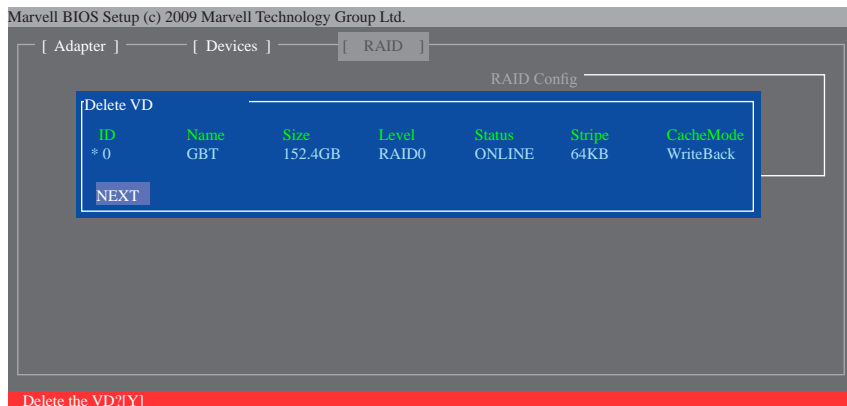 Marvell BIOS Setup (c) 2009 Marvell Technology Group Ltd.
[ Adapter ] [ Devices ] [ RAID ]
RAID Config
Delete VD
ID Name Size Level Status Stripe CacheMode
* 0 GBT 152.4GB RAID0 ONLINE 64KB WriteBack
NEXT
Delete the VD?[Y]